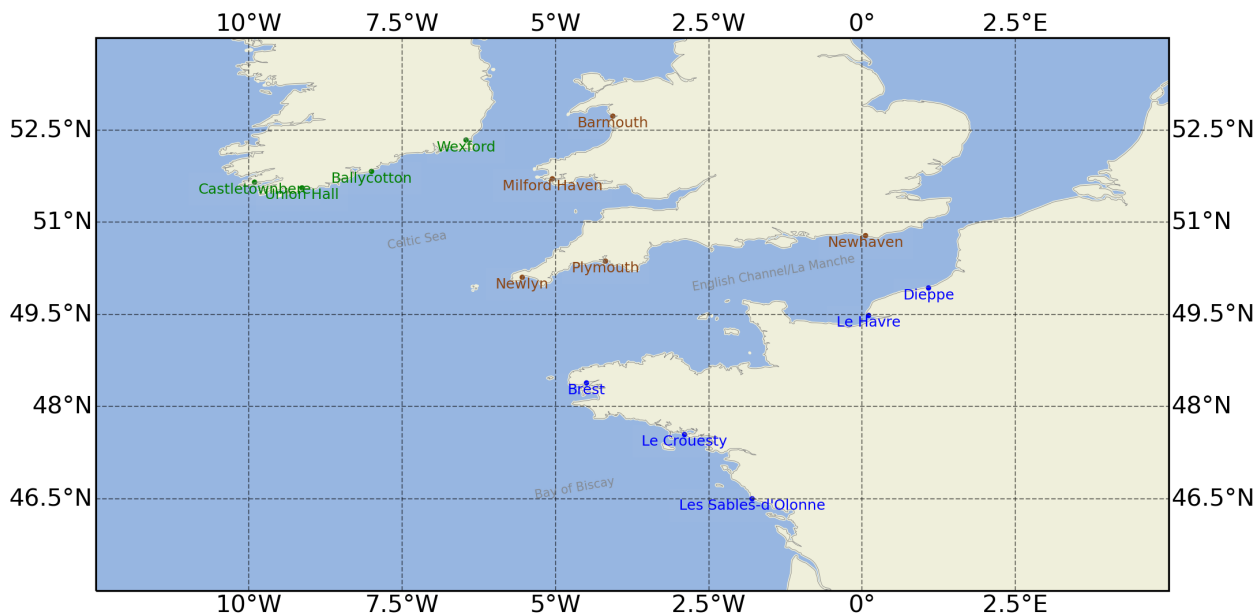 10°W 7.5°W 5°W 2.5°W 0° 2.5°E
52.5°N 52.5°N
Barmouth
Wexford
Ballycotton
Milford Haven
Castletownbere
Union Hall
51°N 51°N
Celtic Sea
Newhaven
English Channel/La Manche
Plymouth
Newlyn
Dieppe
49.5°N 49.5°N
Le Havre
Brest
48°N 48°N
Le Crouesty
Bay of Biscay
46.5°N 46.5°N
Les Sables-d'Olonne
10°W 7.5°W 5°W 2.5°W 0° 2.5°E